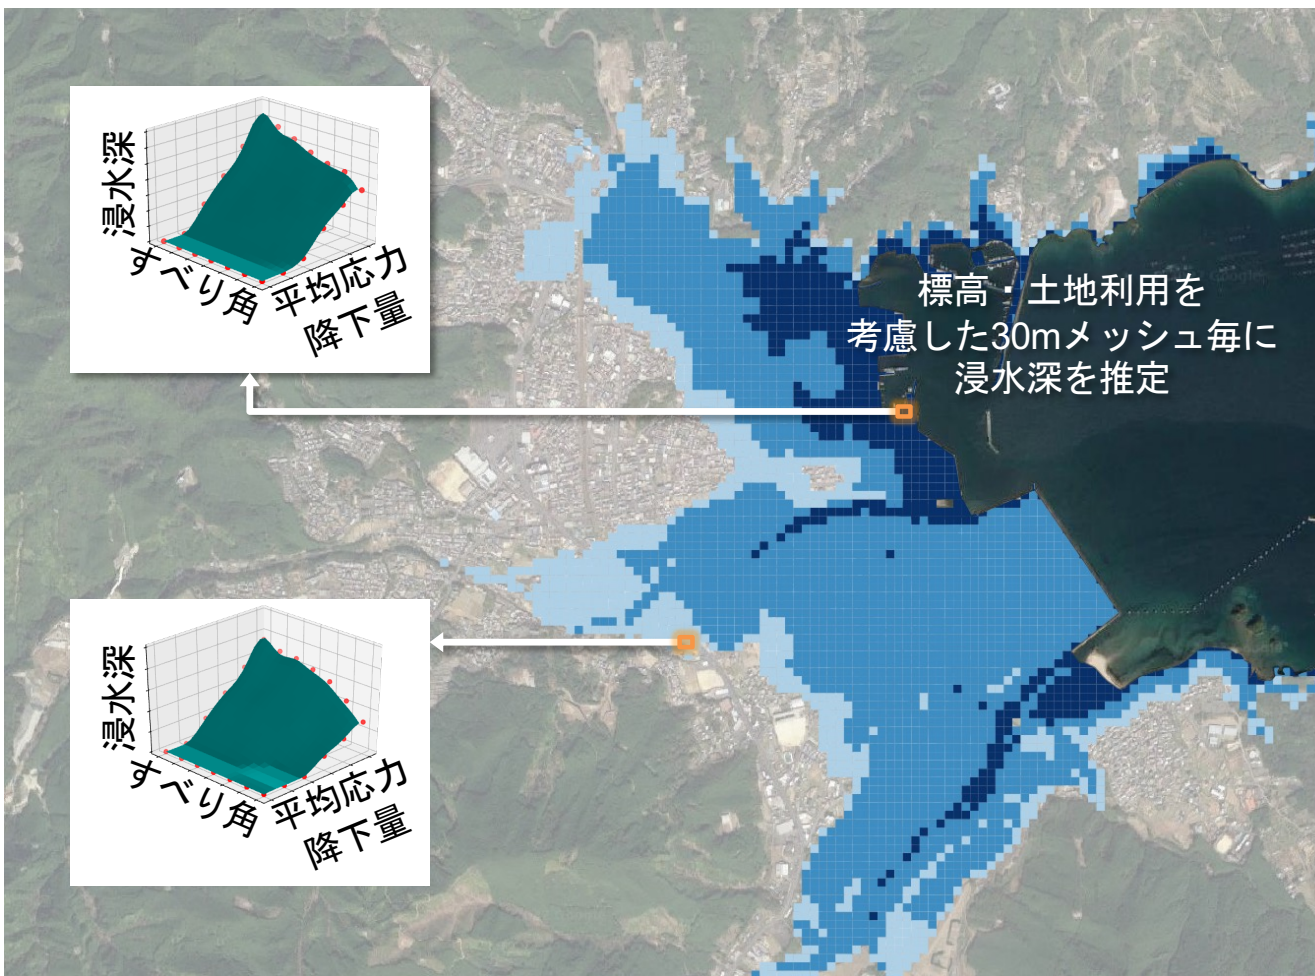 浸水深
すべり角
平均応力
降下量
標高・土地利用を
考慮した30mメッシュ毎に
浸水深を推定
浸水深
すべり角
平均応力
降下量